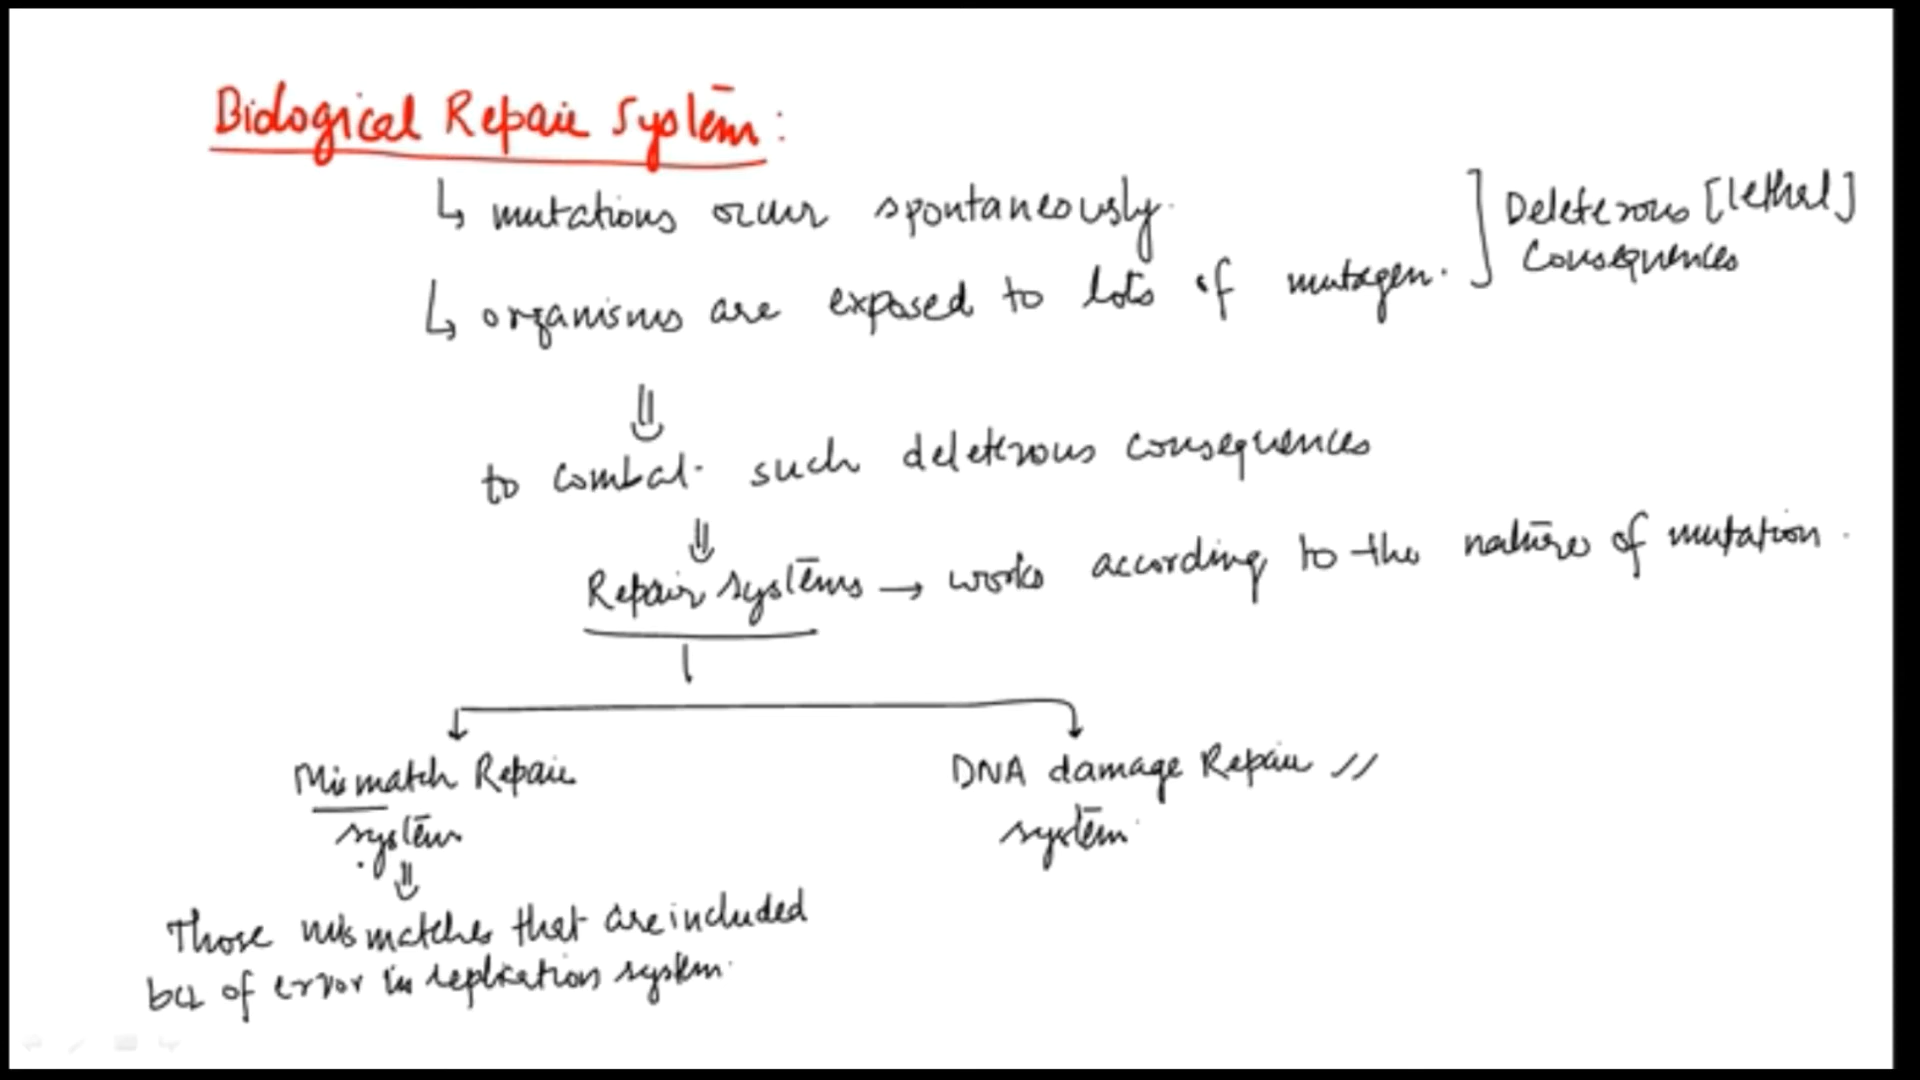 Biological Repair System:
↳ mutations occur spontaneously.
↳ organisms are exposed to lots of mutagen.
] Deleterous [lethal]
Consequences
⇓
to combat such deleterous consequences
⇓
Repair systems → works according to the nature of mutation.
Mismatch Repair
system
⇓
Those mismatches that are included
bcz of error in replication system.
DNA damage Repair //
system.